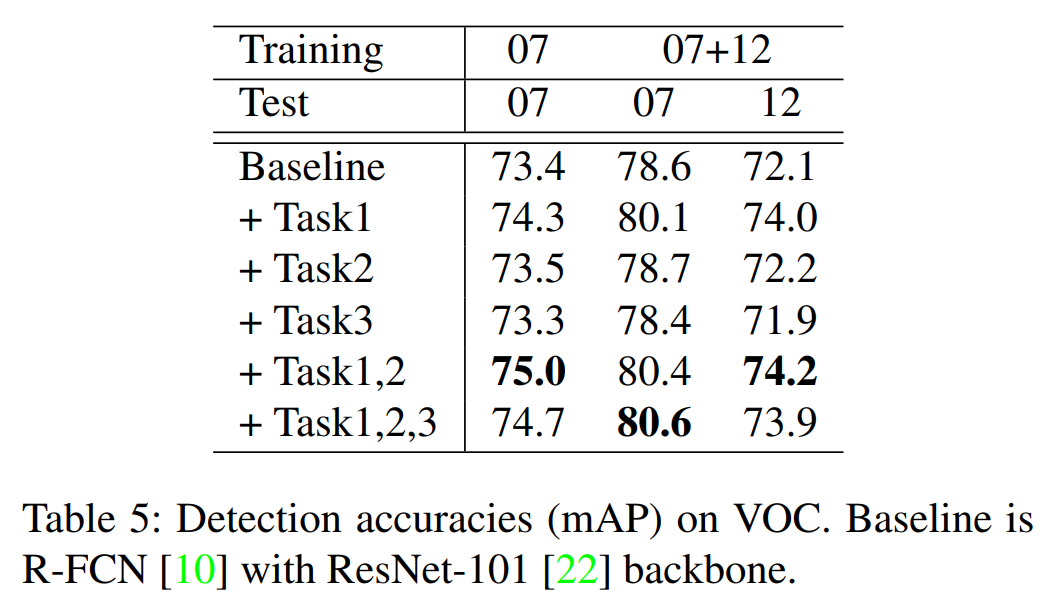 Training 07 07+12
Test 07 07 12
Baseline 73.4 78.6 72.1
+ Task1 74.3 80.1 74.0
+ Task2 73.5 78.7 72.2
+ Task3 73.3 78.4 71.9
+ Task1,2 75.0 80.4 74.2
+ Task1,2,3 74.7 80.6 73.9
Table 5: Detection accuracies (mAP) on VOC. Baseline is
R-FCN [10] with ResNet-101 [22] backbone.